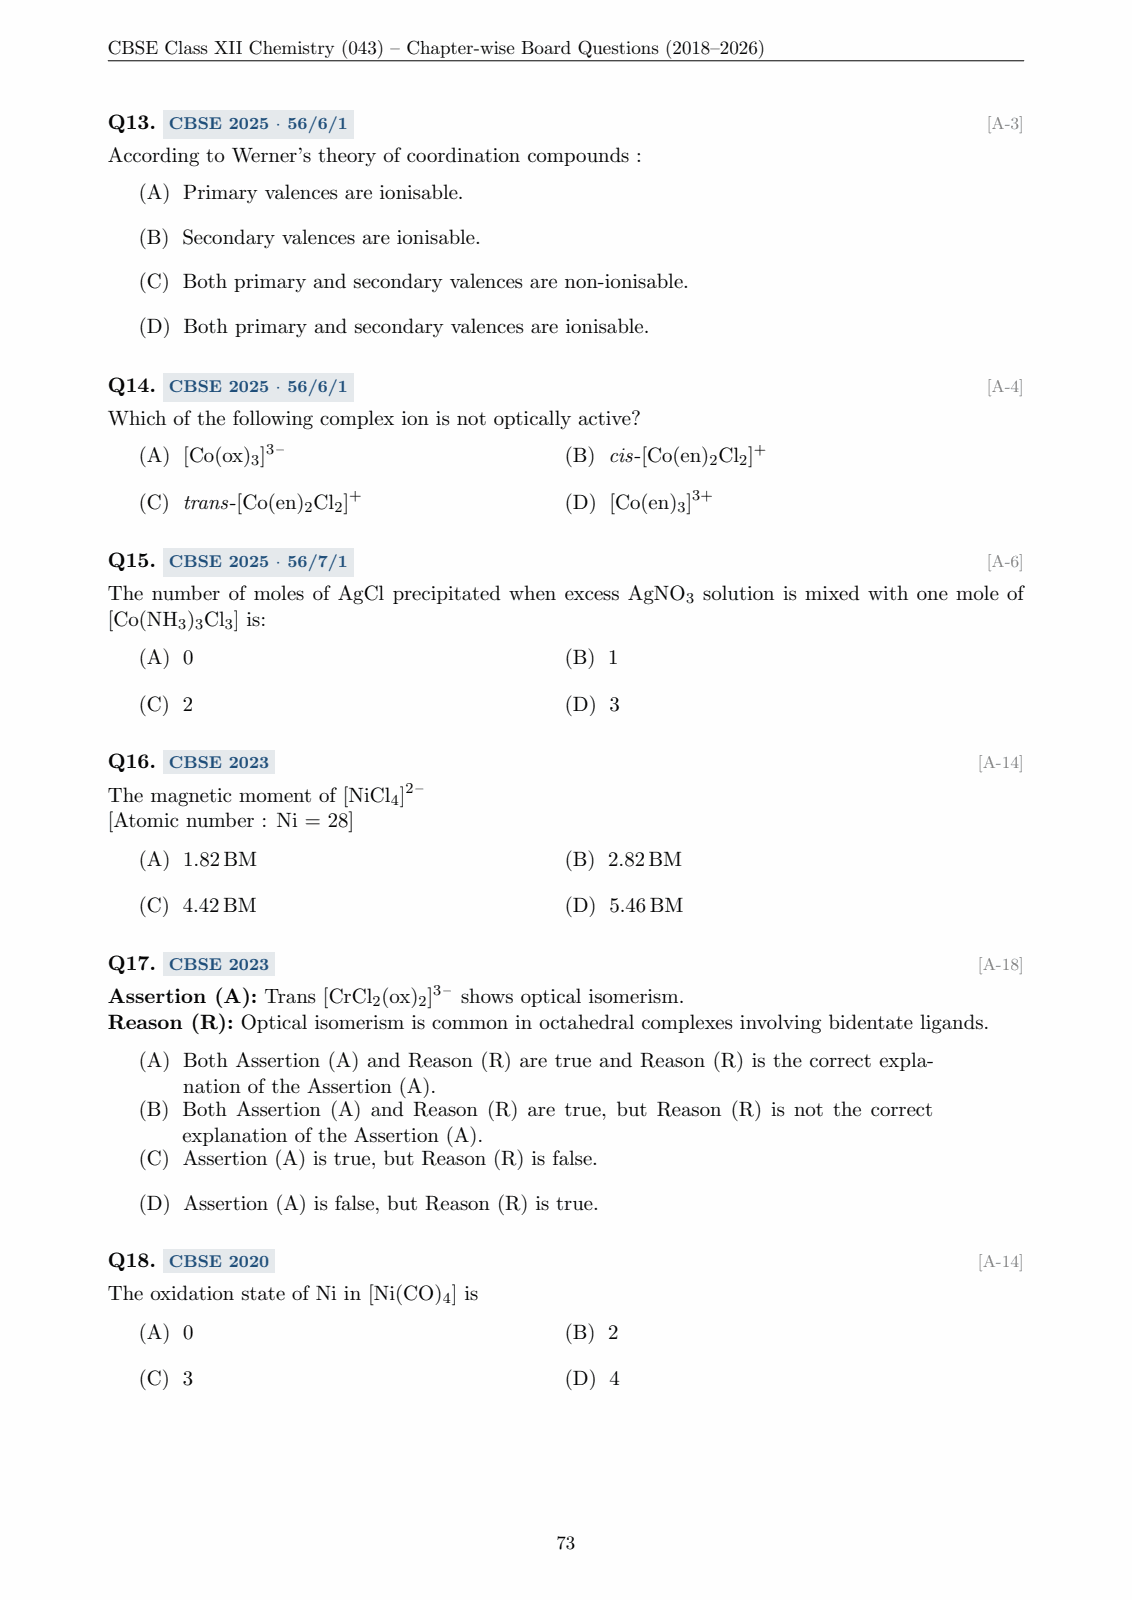 CBSE Class XII Chemistry (043) – Chapter-wise Board Questions (2018–2026)
Q13. CBSE 2025 · 56/6/1 [A-3]
According to Werner's theory of coordination compounds :
(A) Primary valences are ionisable.
(B) Secondary valences are ionisable.
(C) Both primary and secondary valences are non-ionisable.
(D) Both primary and secondary valences are ionisable.
Q14. CBSE 2025 · 56/6/1 [A-4]
Which of the following complex ion is not optically active?
(A) [Co(ox)₃]³⁻ (B) cis-[Co(en)₂Cl₂]⁺
(C) trans-[Co(en)₂Cl₂]⁺ (D) [Co(en)₃]³⁺
Q15. CBSE 2025 · 56/7/1 [A-6]
The number of moles of AgCl precipitated when excess AgNO₃ solution is mixed with one mole of
[Co(NH₃)₃Cl₃] is:
(A) 0 (B) 1
(C) 2 (D) 3
Q16. CBSE 2023 [A-14]
The magnetic moment of [NiCl₄]²⁻
[Atomic number : Ni = 28]
(A) 1.82 BM (B) 2.82 BM
(C) 4.42 BM (D) 5.46 BM
Q17. CBSE 2023 [A-18]
Assertion (A): Trans [CrCl₂(ox)₂]³⁻ shows optical isomerism.
Reason (R): Optical isomerism is common in octahedral complexes involving bidentate ligands.
(A) Both Assertion (A) and Reason (R) are true and Reason (R) is the correct expla-
nation of the Assertion (A).
(B) Both Assertion (A) and Reason (R) are true, but Reason (R) is not the correct
explanation of the Assertion (A).
(C) Assertion (A) is true, but Reason (R) is false.
(D) Assertion (A) is false, but Reason (R) is true.
Q18. CBSE 2020 [A-14]
The oxidation state of Ni in [Ni(CO)₄] is
(A) 0 (B) 2
(C) 3 (D) 4
73